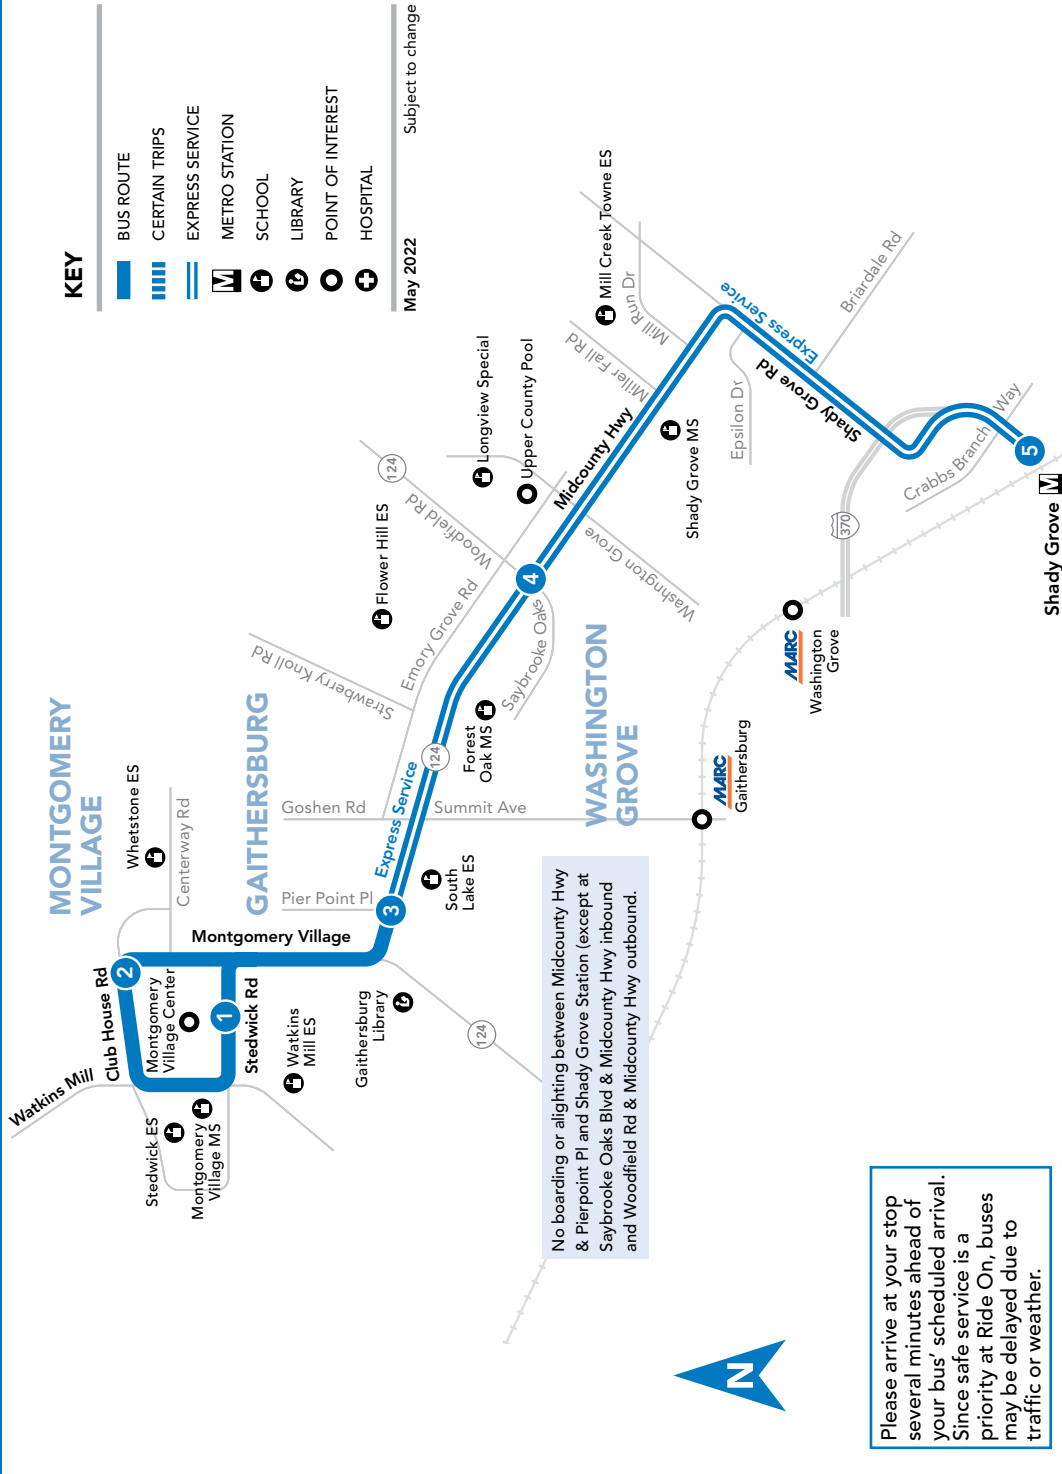 KEY
BUS ROUTE
CERTAIN TRIPS
EXPRESS SERVICE
M
METRO STATION
SCHOOL
LIBRARY
POINT OF INTEREST
HOSPITAL
May 2022
Subject to change
MONTGOMERY
VILLAGE
GAITHERSBURG
WASHINGTON
GROVE
Watkins Mill
Club House Rd
2
Montgomery
Village Center
1
Stedwick Rd
Stedwick ES
Montgomery
Village MS
Watkins
Mill ES
Whetstone ES
Centerway Rd
Montgomery Village
Pier Point Pl
3
Gaithersburg
Library
124
South
Lake ES
Express Service
Goshen Rd
Summit Ave
124
Strawberry Knoll Rd
Emory Grove Rd
Flower Hill ES
Forest
Oak MS
Saybrooke Oaks
4
Woodfield Rd
124
Longview Special
Upper County Pool
Midcounty Hwy
Washington Grove
Shady Grove MS
Miller Fall Rd
Mill Run Dr
Mill Creek Towne ES
Express Service
Shady Grove Rd
Epsilon Dr
Briardale Rd
370
Crabbs Branch Way
5
Shady Grove M
MARC
Gaithersburg
MARC
Washington
Grove
No boarding or alighting between Midcounty Hwy
& Pierpoint Pl and Shady Grove Station (except at
Saybrooke Oaks Blvd & Midcounty Hwy inbound
and Woodfield Rd & Midcounty Hwy outbound.
N
Please arrive at your stop
several minutes ahead of
your bus' scheduled arrival.
Since safe service is a
priority at Ride On, buses
may be delayed due to
traffic or weather.